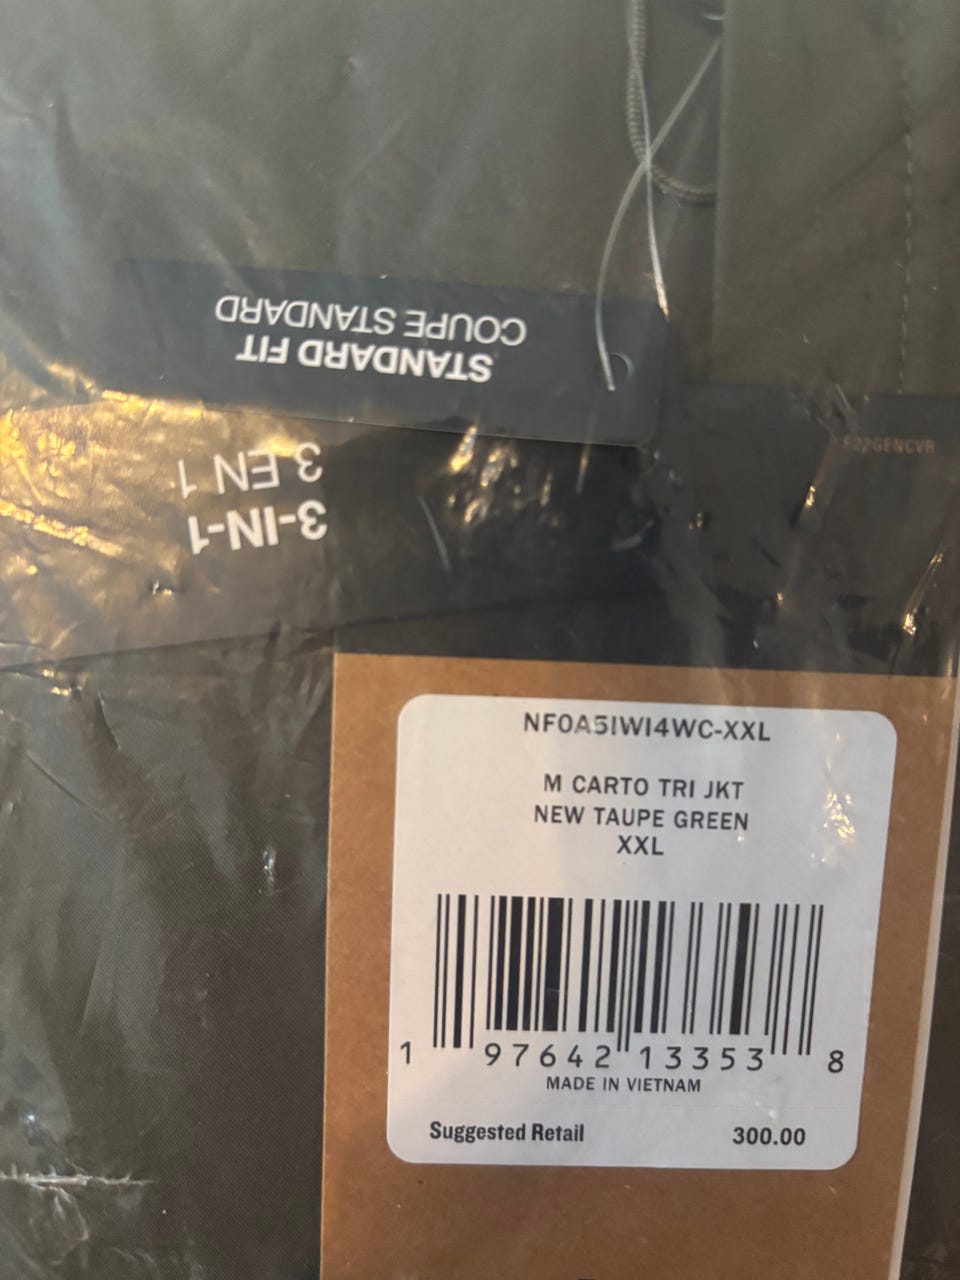 STANDARD FIT
COUPE STANDARD
3-IN-1
3 EN 1
F22GENCVR
NF0A5IWI4WC-XXL
M CARTO TRI JKT
NEW TAUPE GREEN
XXL
1 97642 13353 8
MADE IN VIETNAM
Suggested Retail 300.00